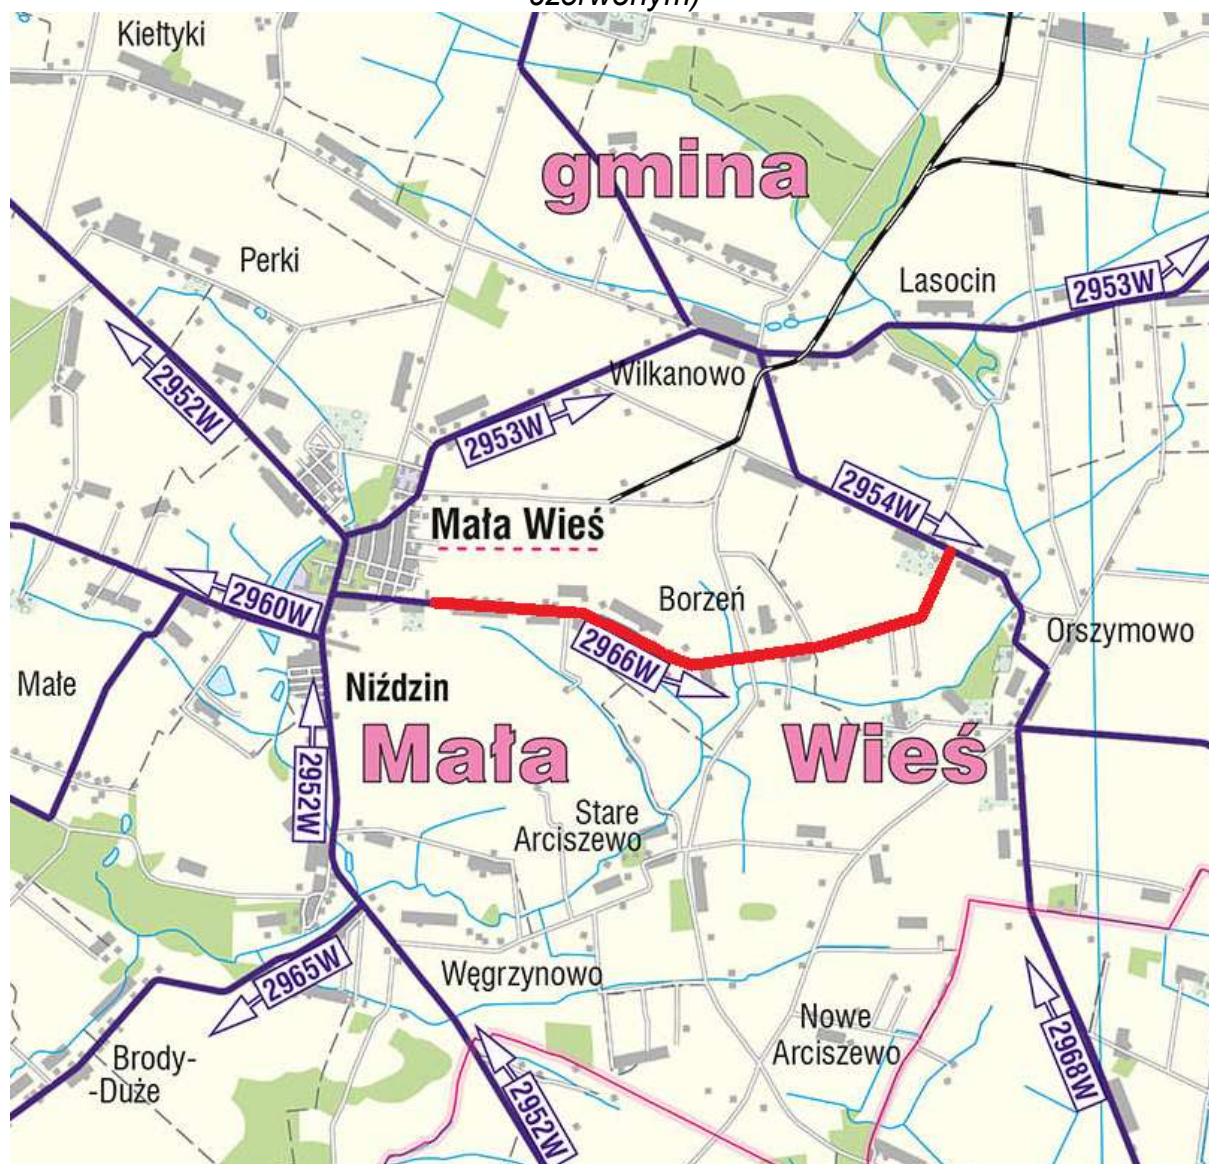 czerwonym)
Kiełtyki
gmina
Perki
Lasocin
2953W
2952W
Wilkanowo
2953W
2954W
Mała Wieś
2960W
Borzeń
Orszymowo
2966W
Małe
Niździn
Mała
Wieś
2952W
Stare
Arciszewo
Węgrzynowo
2965W
Nowe
Arciszewo
2968W
Brody-
-Duże
2952W